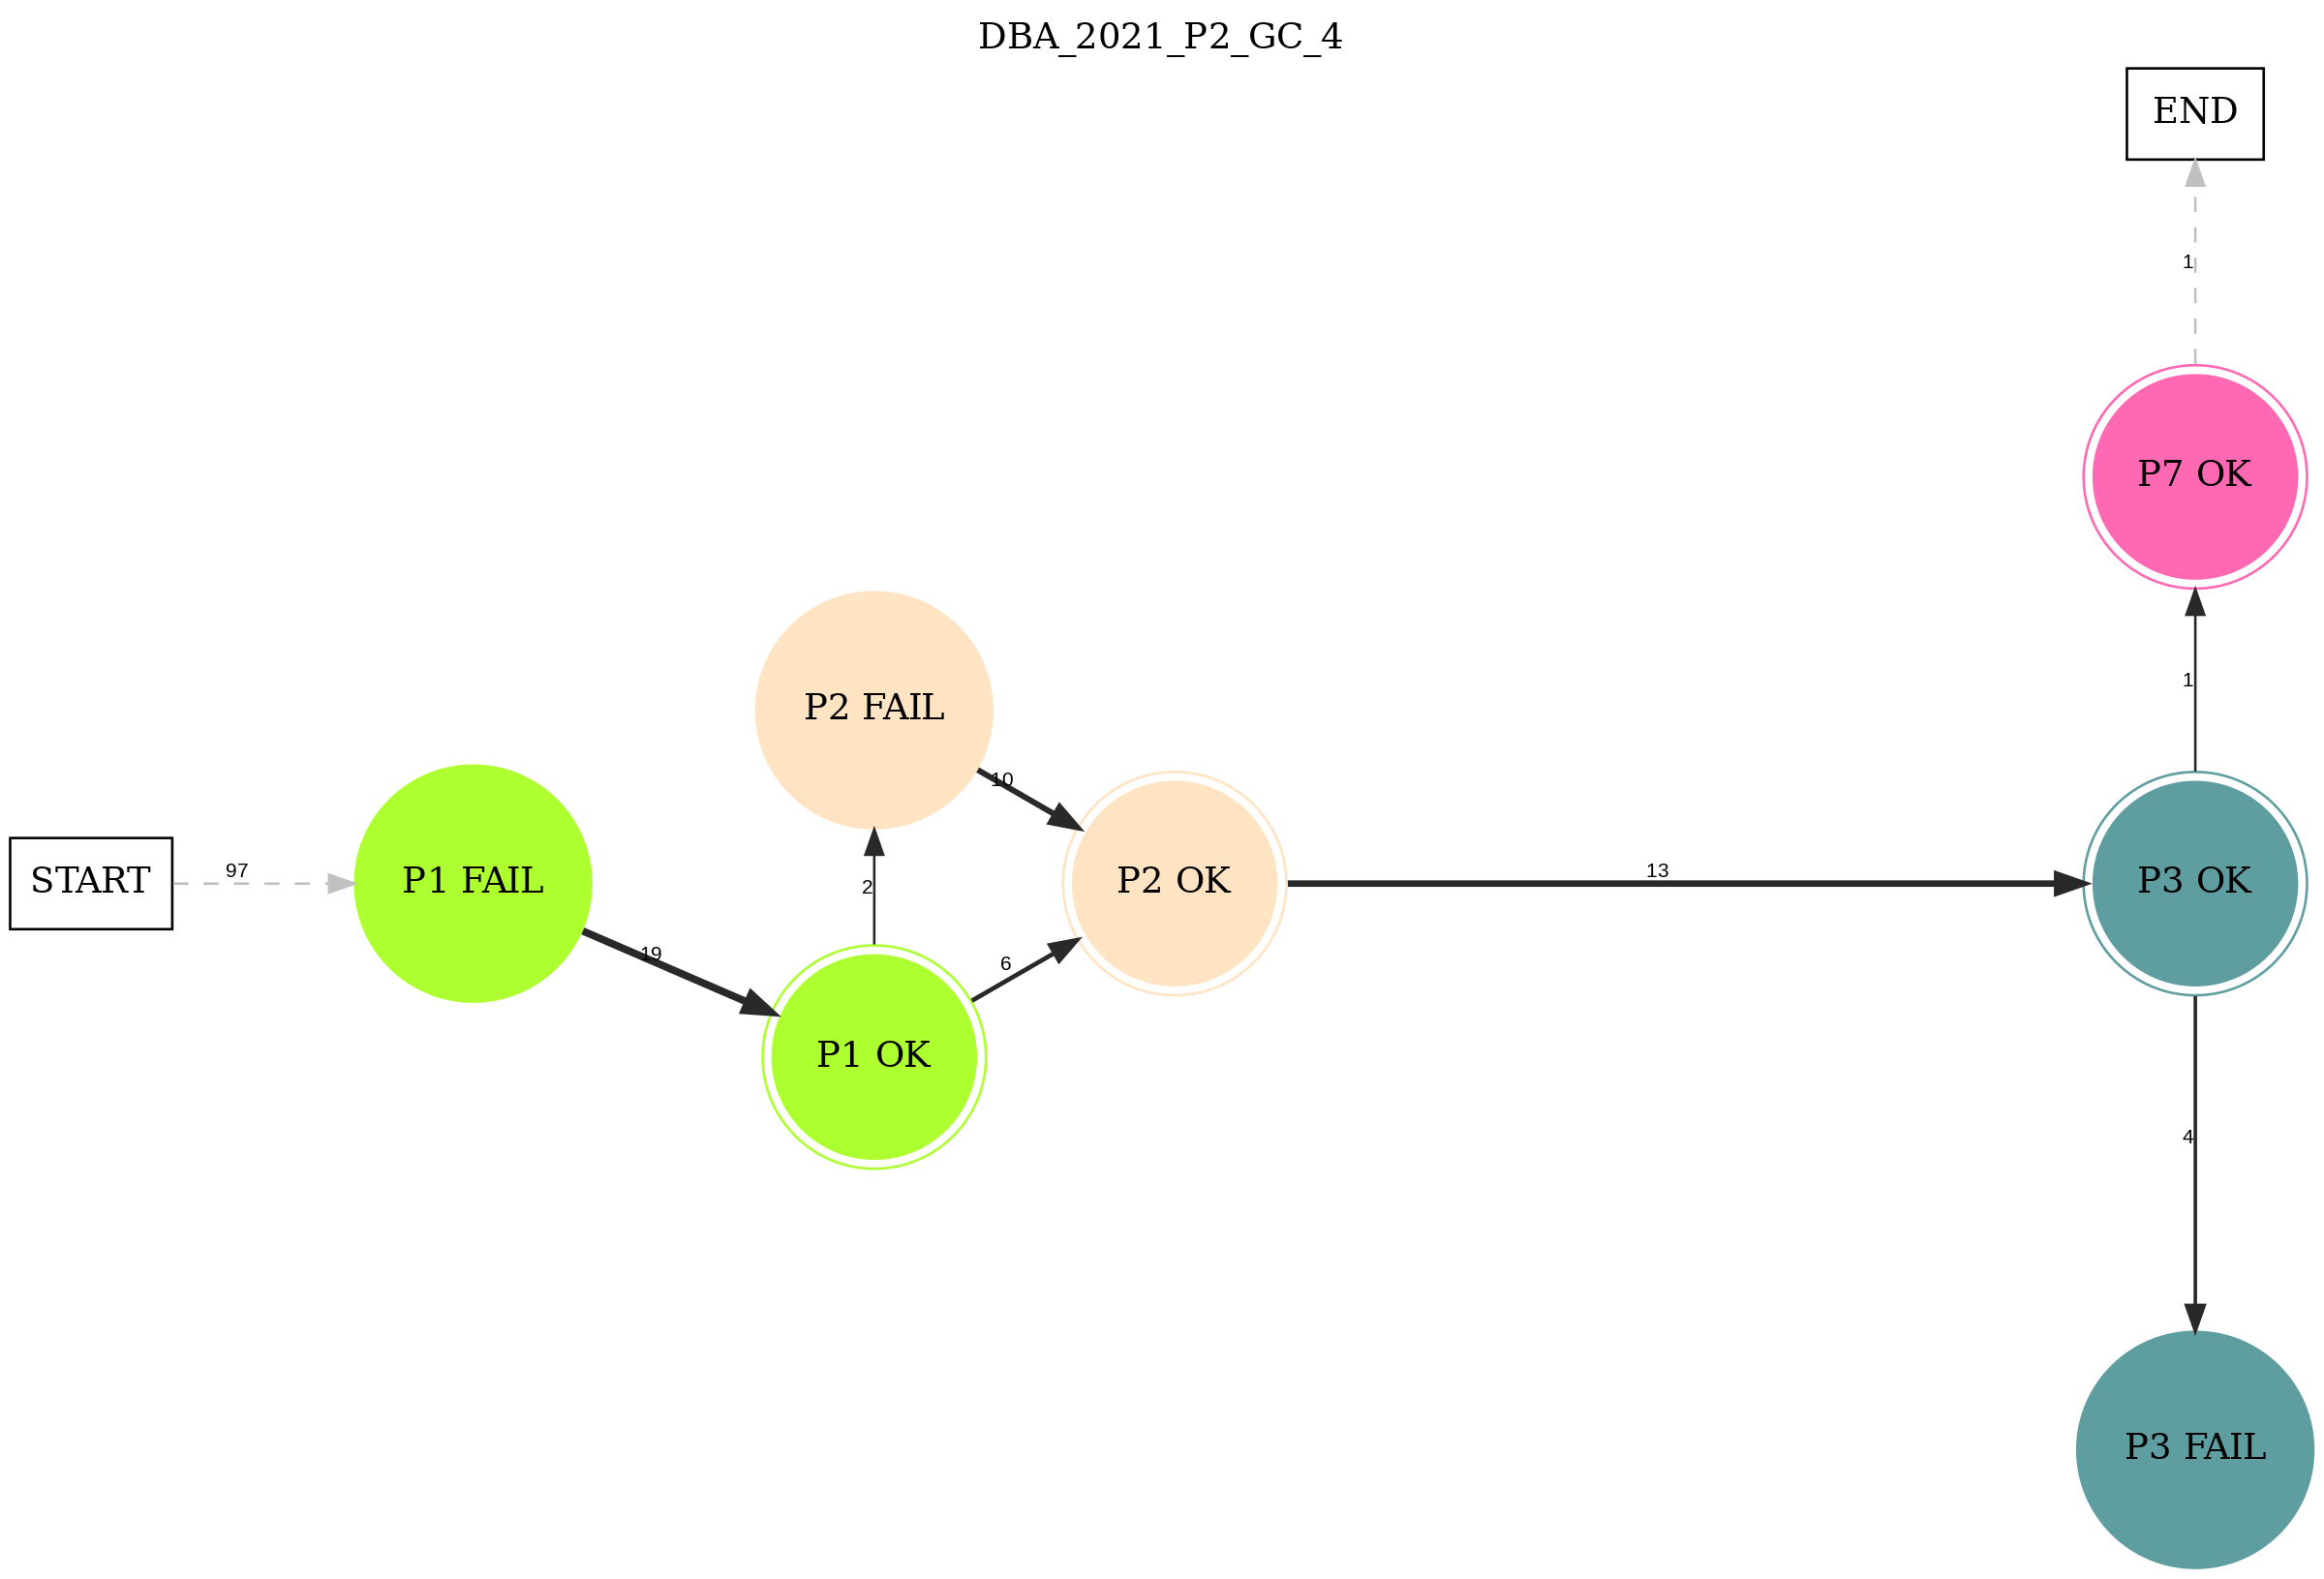 DBA_2021_P2_GC_4
END
1
P7 OK
1
P2 FAIL
10
START
97
P1 FAIL
2
P2 OK
13
P3 OK
19
6
P1 OK
4
P3 FAIL